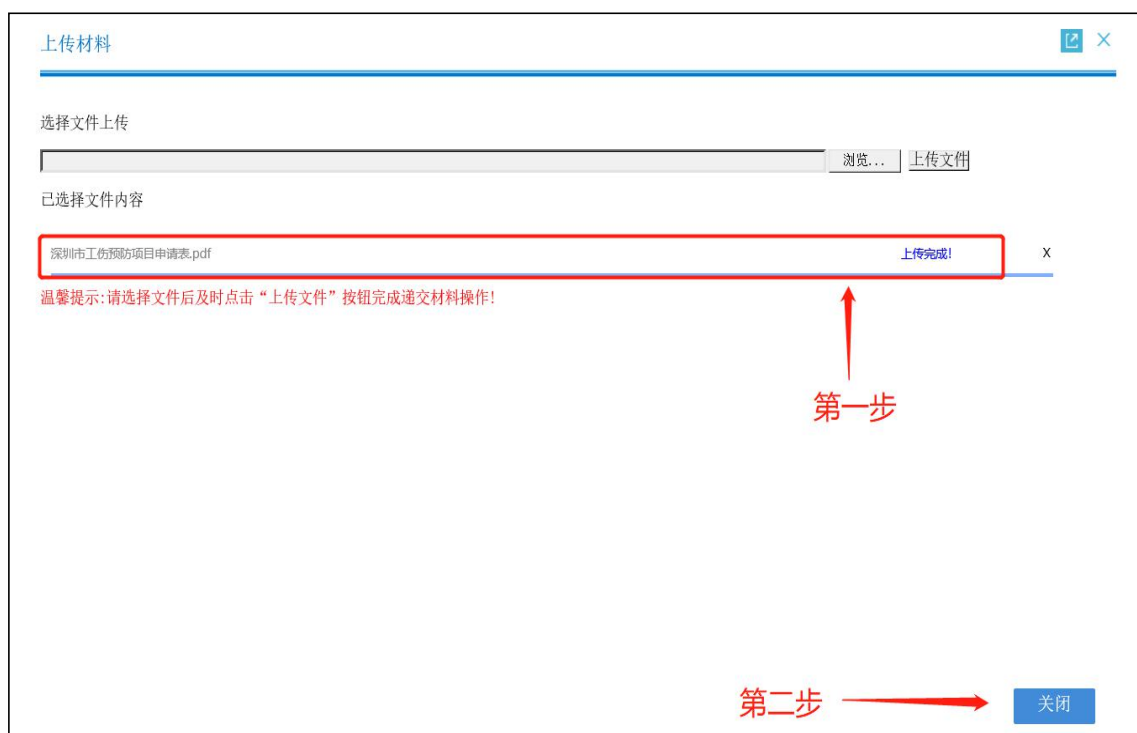 上传材料
选择文件上传
浏览... 上传文件
已选择文件内容
深圳市工伤预防项目申请表.pdf 上传完成! X
温馨提示:请选择文件后及时点击“上传文件”按钮完成递交材料操作!
第一步
第二步 关闭